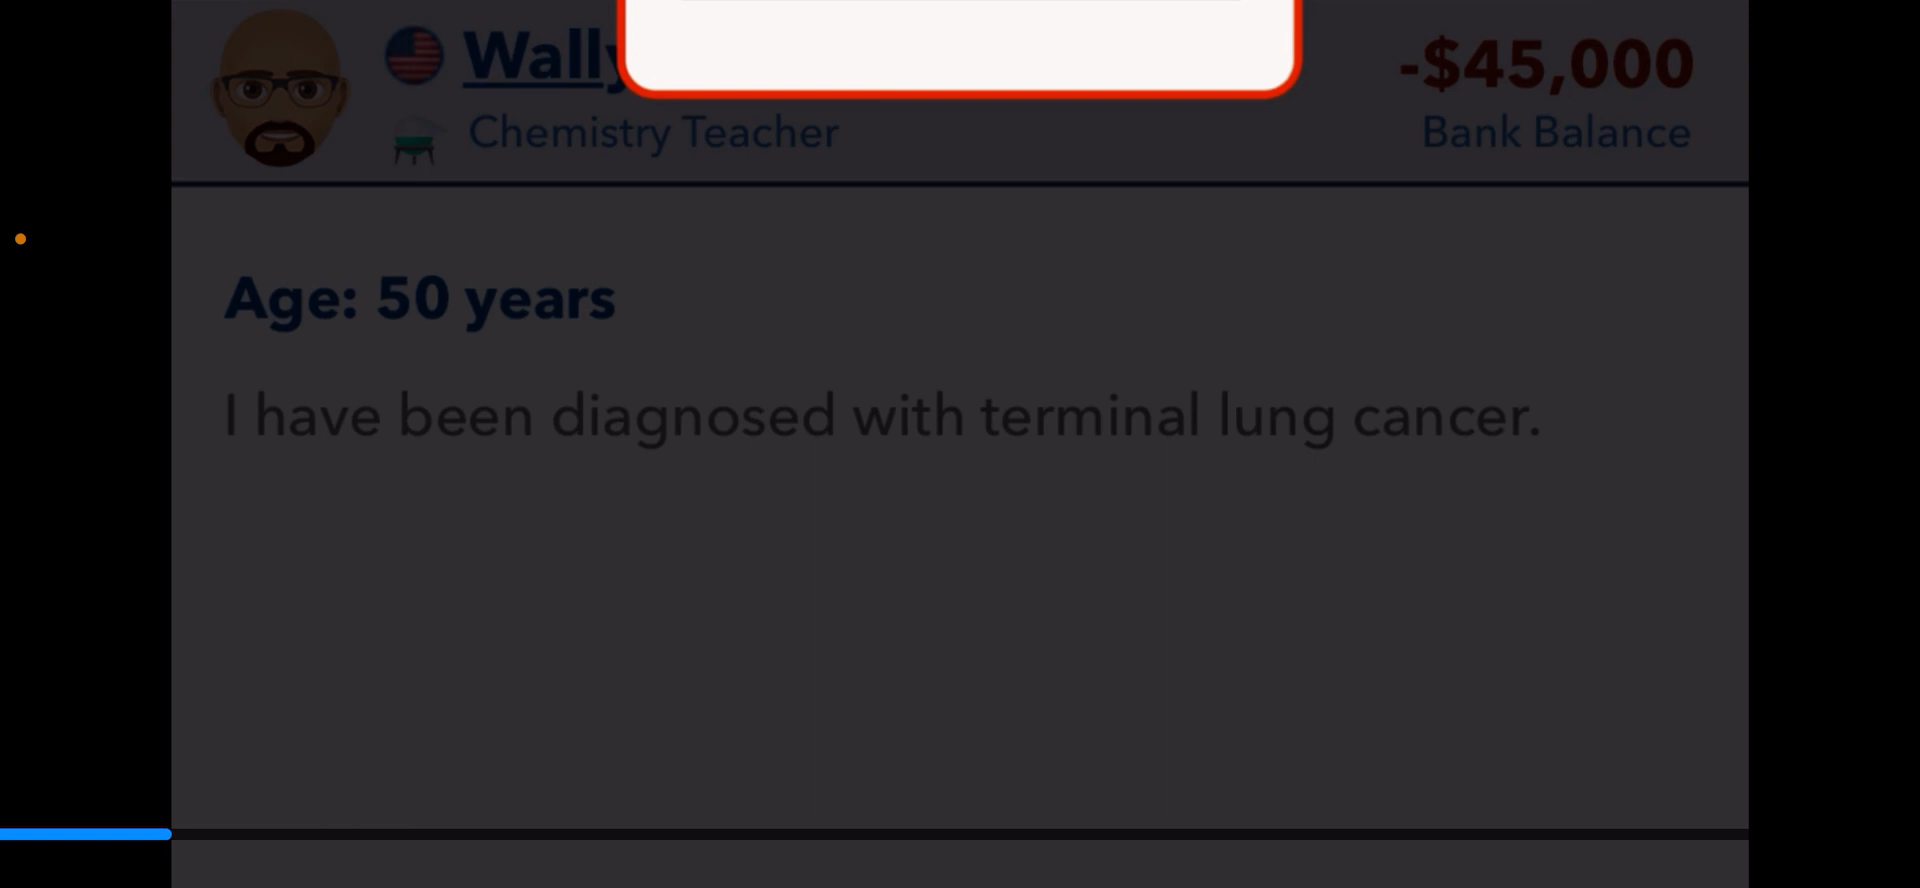 Wally
-$45,000
Chemistry Teacher
Bank Balance
Age: 50 years
I have been diagnosed with terminal lung cancer.